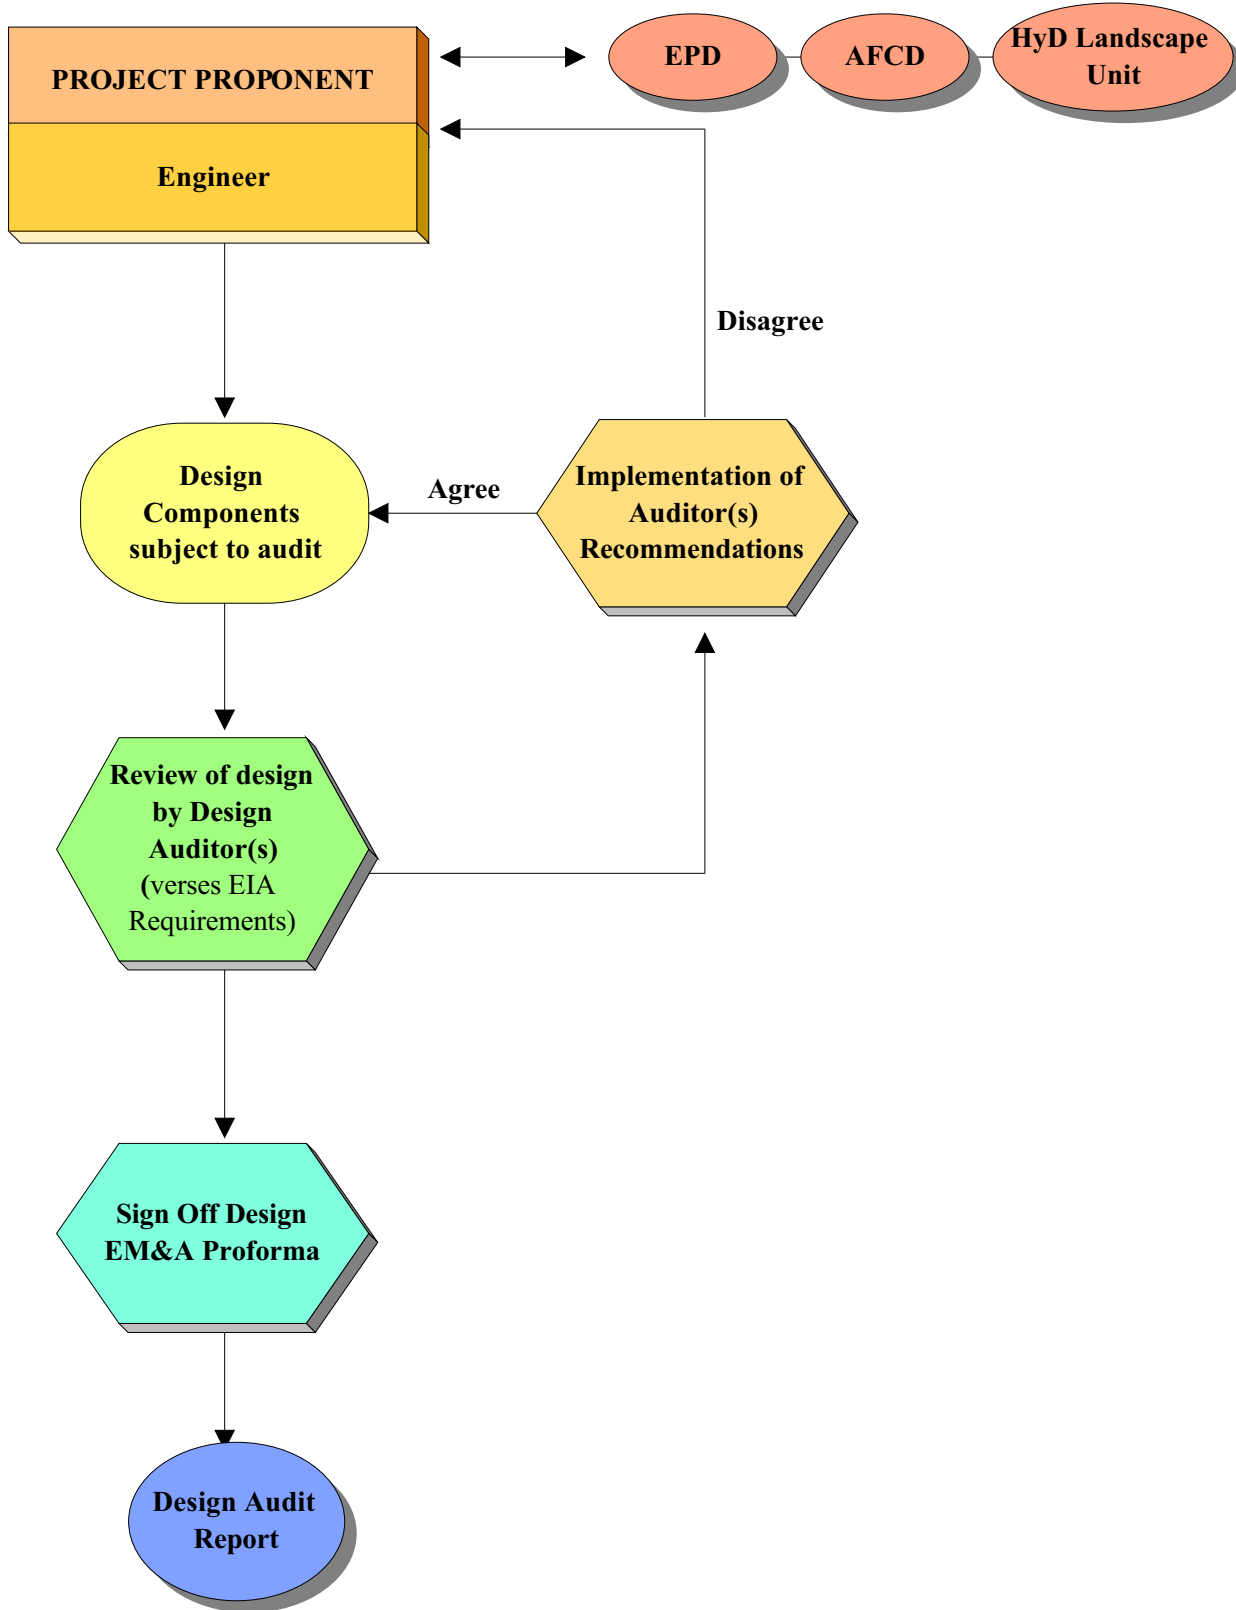 PROJECT PROPONENT
Engineer
EPD
AFCD
HyD Landscape
Unit
Disagree
Design
Components
subject to audit
Agree
Implementation of
Auditor(s)
Recommendations
Review of design
by Design
Auditor(s)
(verses EIA
Requirements)
Sign Off Design
EM&A Proforma
Design Audit
Report